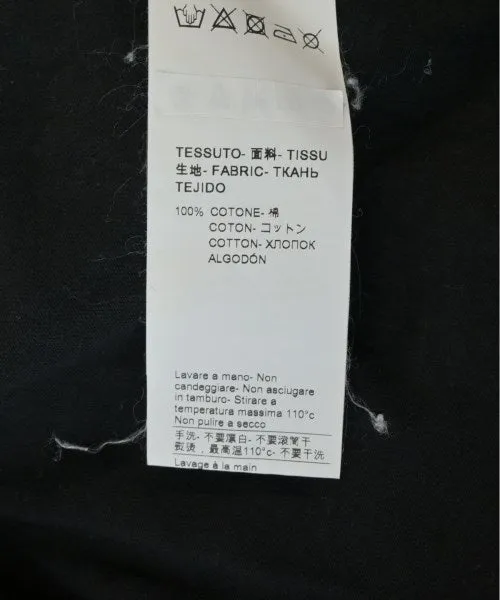 TESSUTO- 面料- TISSU
生地- FABRIC- ТКАНЬ
TEJIDO
100% COTONE- 棉
COTON- コットン
COTTON- ХЛОПОК
ALGODÓN
Lavare a mano- Non
candeggiare- Non asciugare
in tamburo- Stirare a
temperatura massima 110°c
Non pulire a secco
手洗- 不要漂白- 不要滚筒干
熨烫，最高温110°c- 不要干洗
Lavage à la main